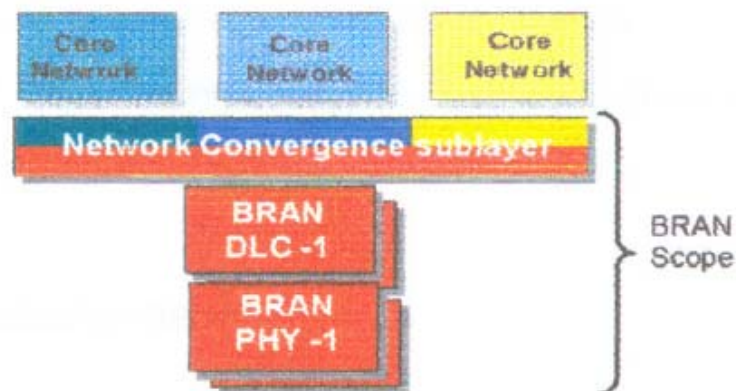 Core
Network
Core
Network
Core
Network
Network Convergence sublayer
BRAN
DLC -1
BRAN
PHY -1
BRAN
Scope